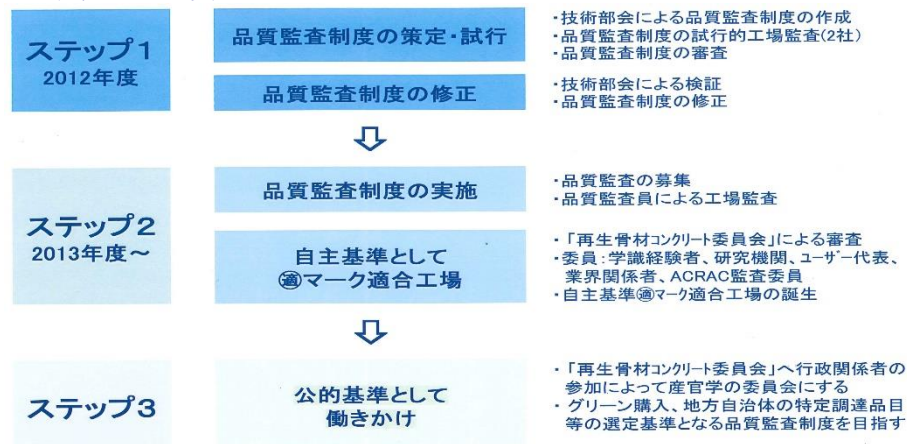 ステップ1
2012年度
品質監査制度の策定・試行
・技術部会による品質監査制度の作成
・品質監査制度の試行的工場監査(2社)
・品質監査制度の審査
品質監査制度の修正
・技術部会による検証
・品質監査制度の修正
ステップ2
2013年度～
品質監査制度の実施
・品質監査の募集
・品質監査員による工場監査
自主基準として
㊜マーク適合工場
・「再生骨材コンクリート委員会」による審査
・委員：学識経験者、研究機関、ユーザー代表、
業界関係者、ACRAC監査委員
・自主基準㊜マーク適合工場の誕生
ステップ3
公的基準として
働きかけ
・「再生骨材コンクリート委員会」へ行政関係者の
参加によって産官学の委員会にする
・グリーン購入、地方自治体の特定調達品目
等の選定基準となる品質監査制度を目指す